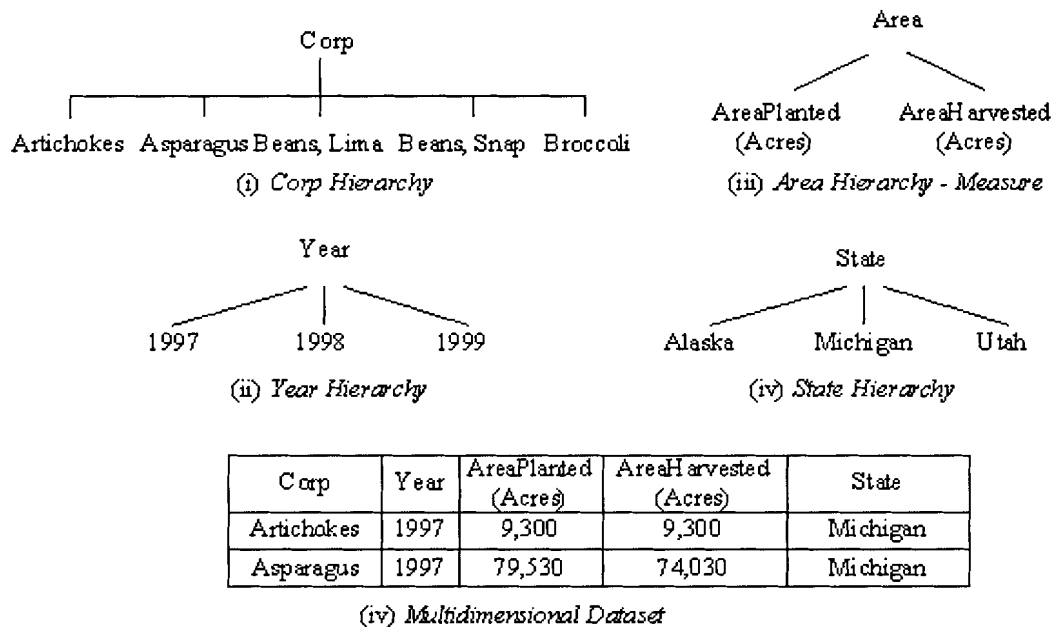 Corp
Artichokes Asparagus Beans, Lima Beans, Snap Broccoli
(i) Corp Hierarchy
Area
AreaPlanted (Acres)
AreaHarvested (Acres)
(iii) Area Hierarchy - Measure
Year
1997 1998 1999
(ii) Year Hierarchy
State
Alaska Michigan Utah
(iv) State Hierarchy
Corp Year AreaPlanted (Acres) AreaHarvested (Acres) State
Artichokes 1997 9,300 9,300 Michigan
Asparagus 1997 79,530 74,030 Michigan
(iv) Multidimensional Dataset